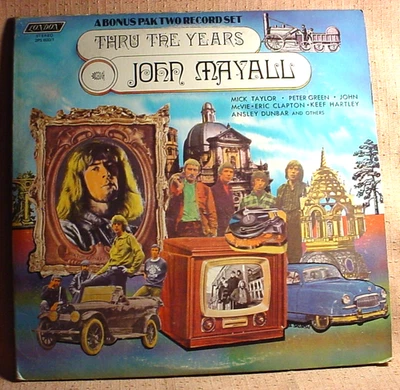 A BONUS PAK TWO RECORD SET
LONDON
THRU THE YEARS
JOHN MAYALL
MICK TAYLOR • PETER GREEN • JOHN
McVIE • ERIC CLAPTON • KEEF HARTLEY
ANSLEY DUNBAR AND OTHERS